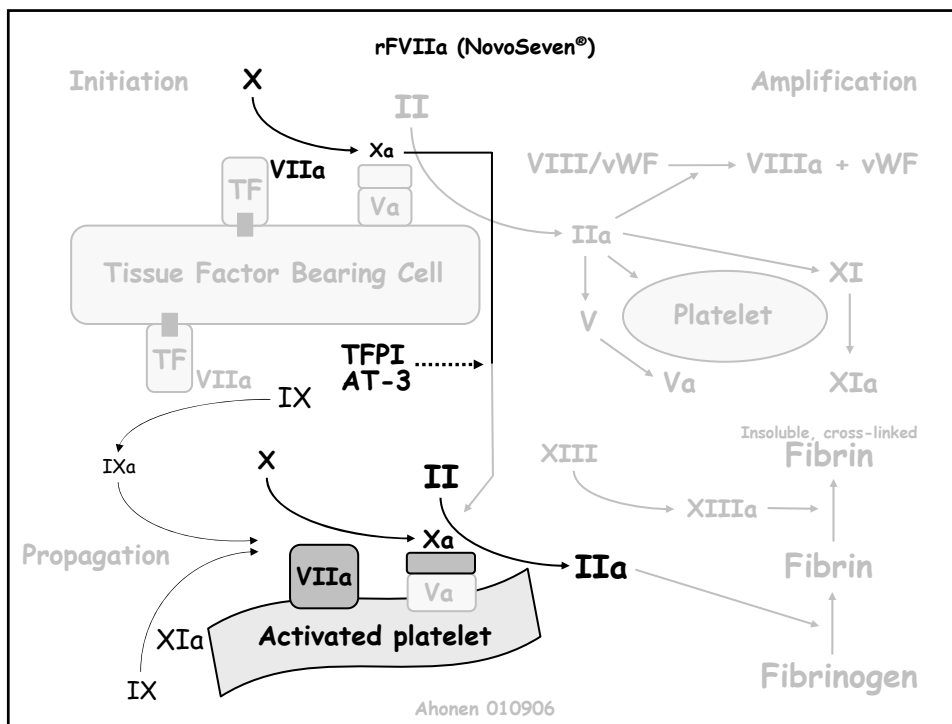 rFVIIa (NovoSeven®)
Initiation
X
II
Amplification
Xa
VIIa
TF
Va
VIII/vWF
VIIIa + vWF
IIa
Tissue Factor Bearing Cell
XI
V
Platelet
TF
VIIa
TFPI
AT-3
Va
XIa
IX
Insoluble, cross-linked
Fibrin
IXa
X
II
XIII
XIIIa
Propagation
Xa
VIIa
Va
IIa
Fibrin
XIa
Activated platelet
IX
Fibrinogen
Ahonen 010906